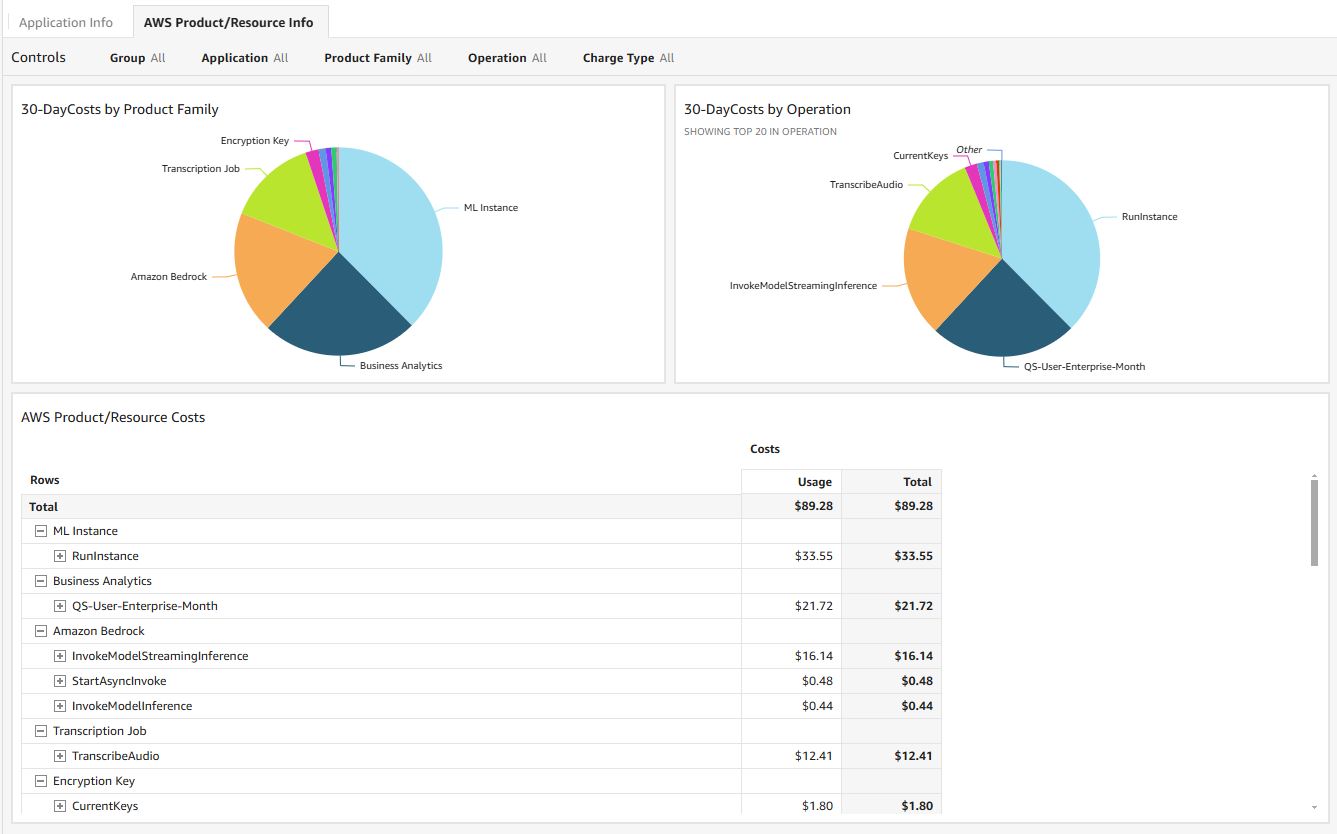 Application Info
AWS Product/Resource Info
Controls
Group All
Application All
Product Family All
Operation All
Charge Type All
30-DayCosts by Product Family
Encryption Key
Transcription Job
ML Instance
Amazon Bedrock
Business Analytics
30-DayCosts by Operation
SHOWING TOP 20 IN OPERATION
Other
CurrentKeys
TranscribeAudio
RunInstance
InvokeModelStreamingInference
QS-User-Enterprise-Month
AWS Product/Resource Costs
Costs
Rows
Usage Total
Total $89.28 $89.28
ML Instance
RunInstance $33.55 $33.55
Business Analytics
QS-User-Enterprise-Month $21.72 $21.72
Amazon Bedrock
InvokeModelStreamingInference $16.14 $16.14
StartAsyncInvoke $0.48 $0.48
InvokeModelInference $0.44 $0.44
Transcription Job
TranscribeAudio $12.41 $12.41
Encryption Key
CurrentKeys $1.80 $1.80